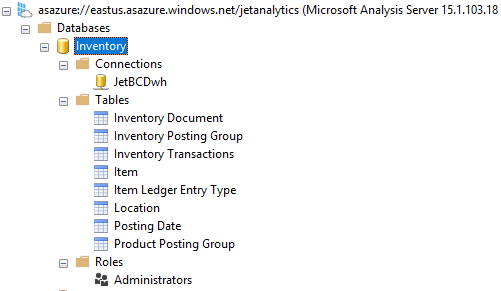 asazure://eastus.asazure.windows.net/jetanalytics (Microsoft Analysis Server 15.1.103.18
Databases
Inventory
Connections
JetBCDwh
Tables
Inventory Document
Inventory Posting Group
Inventory Transactions
Item
Item Ledger Entry Type
Location
Posting Date
Product Posting Group
Roles
Administrators